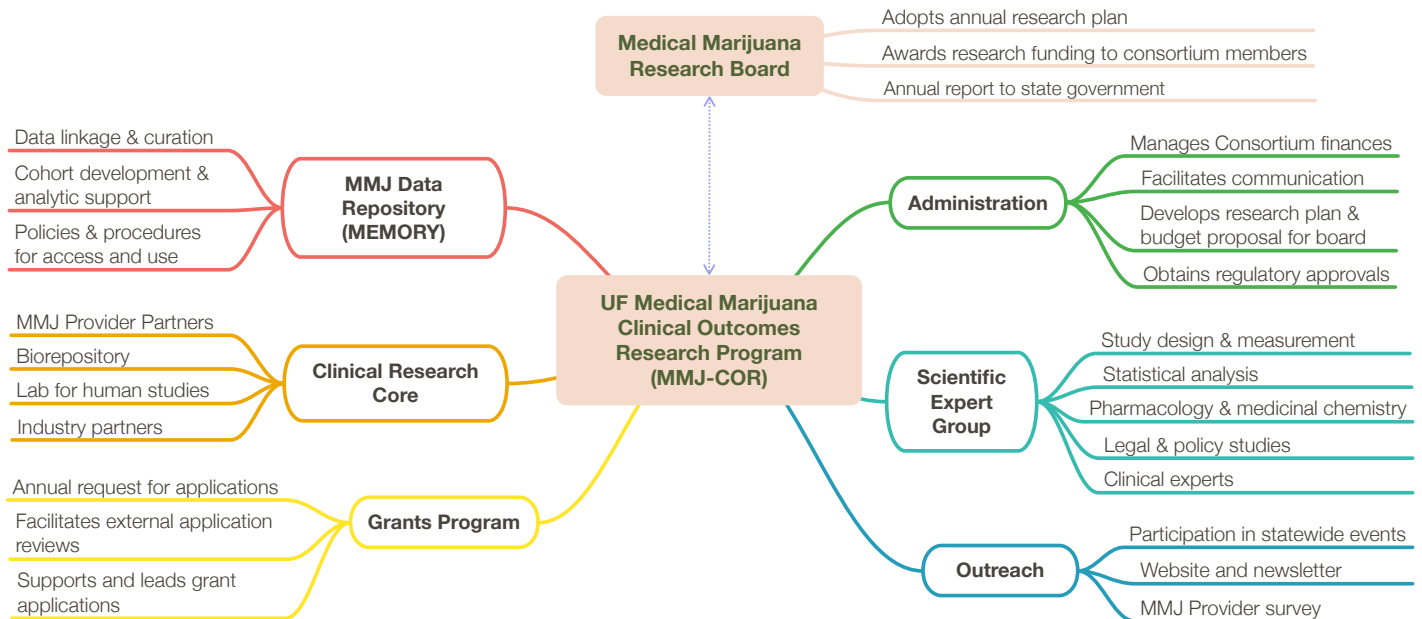 Medical Marijuana
Research Board
Adopts annual research plan
Awards research funding to consortium members
Annual report to state government
Data linkage & curation
Cohort development &
analytic support
Policies & procedures
for access and use
MMJ Data
Repository
(MEMORY)
MMJ Provider Partners
Biorepository
Lab for human studies
Industry partners
Clinical Research
Core
Annual request for applications
Facilitates external application
reviews
Supports and leads grant
applications
Grants Program
UF Medical Marijuana
Clinical Outcomes
Research Program
(MMJ-COR)
Administration
Manages Consortium finances
Facilitates communication
Develops research plan &
budget proposal for board
Obtains regulatory approvals
Scientific
Expert
Group
Study design & measurement
Statistical analysis
Pharmacology & medicinal chemistry
Legal & policy studies
Clinical experts
Outreach
Participation in statewide events
Website and newsletter
MMJ Provider survey